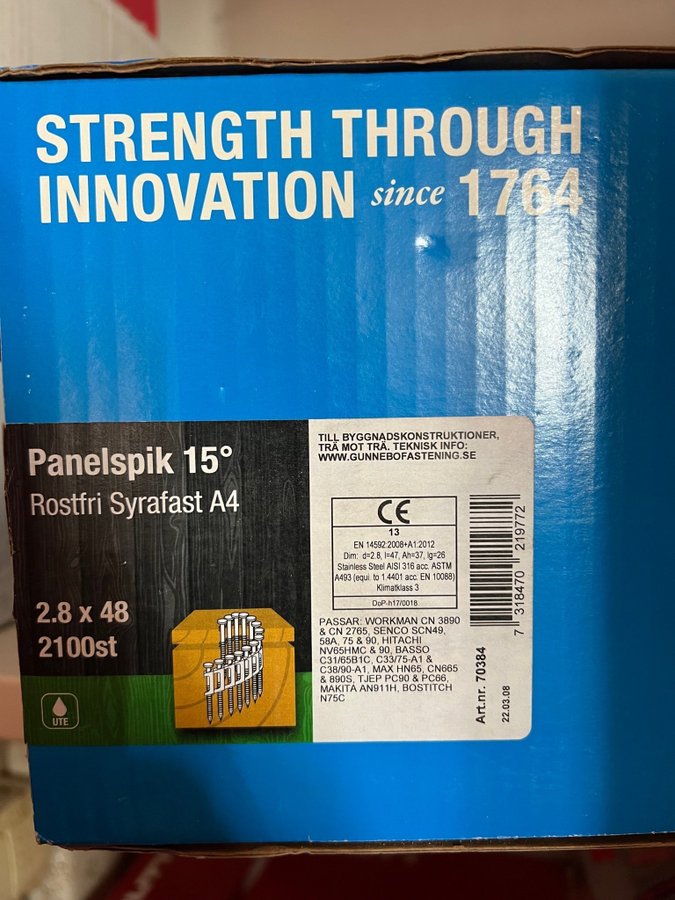 STRENGTH THROUGH
INNOVATION since 1764
Panelspik 15°
Rostfri Syrafast A4
2.8 x 48
2100st
UTE
TILL BYGGNADSKONSTRUKTIONER,
TRÄ MOT TRÄ. TEKNISK INFO:
WWW.GUNNEBOFASTENING.SE
CE
13
EN 14592:2008+A1:2012
Dim: d=2.8, l=47, Ah=37, lg=26
Stainless Steel AISI 316 acc. ASTM
A493 (equi. to 1.4401 acc. EN 10088)
Klimatklass 3
DoP-h17/0018
PASSAR: WORKMAN CN 3890
& CN 2765, SENCO SCN49,
58A, 75 & 90, HITACHI
NV65HMC & 90, BASSO
C31/65B1C, C33/75-A1 &
C38/90-A1, MAX HN65, CN665
& 890S, TJEP PC90 & PC66,
MAKITA AN911H, BOSTITCH
N75C
Art.nr. 70384
22.03.08
7 318470 219772